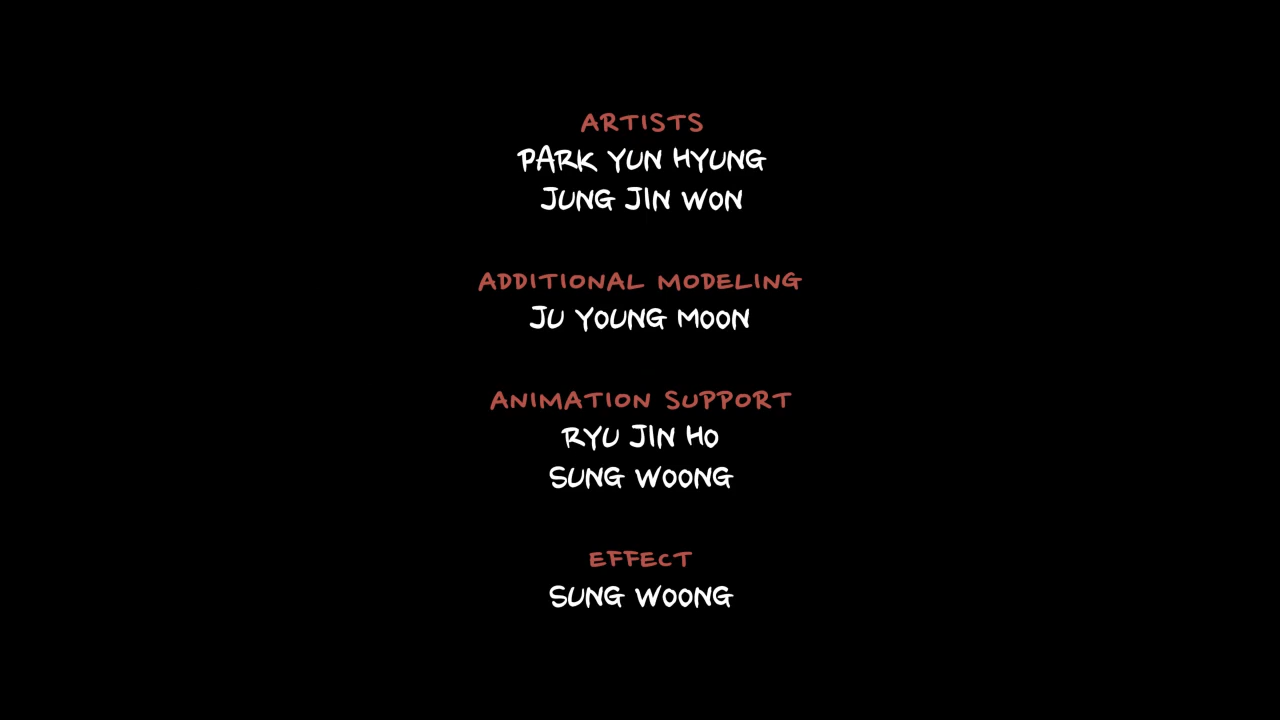 ARTISTS
PARK YUN HYUNG
JUNG JIN WON
ADDITIONAL MODELING
JU YOUNG MOON
ANIMATION SUPPORT
RYU JIN HO
SUNG WOONG
EFFECT
SUNG WOONG